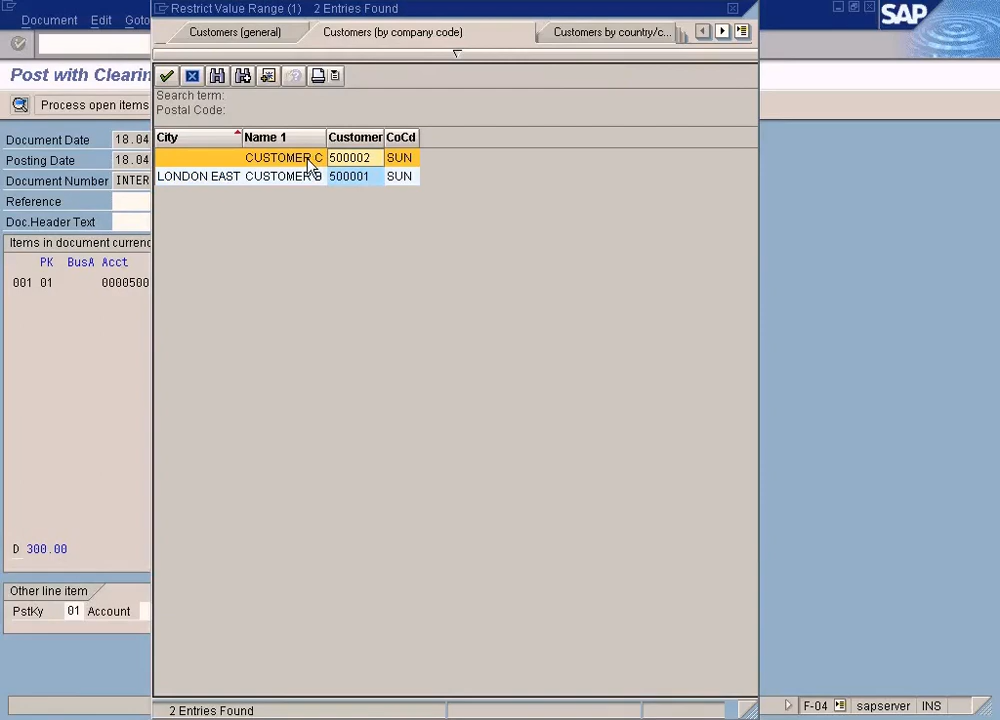 Restrict Value Range (1) 2 Entries Found
Document Edit Goto
SAP
Customers (general) Customers (by company code) Customers by country/c...
Post with Clearin
Process open items
Search term:
Postal Code:
City Name 1 Customer CoCd
CUSTOMER C 500002 SUN
LONDON EAST CUSTOMER B 500001 SUN
Document Date 18.04
Posting Date 18.04
Document Number INTER
Reference
Doc.Header Text
Items in document currenc
PK BusA Acct
001 01 0000500
D 300.00
Other line item
PstKy 01 Account
2 Entries Found
F-04 sapserver INS